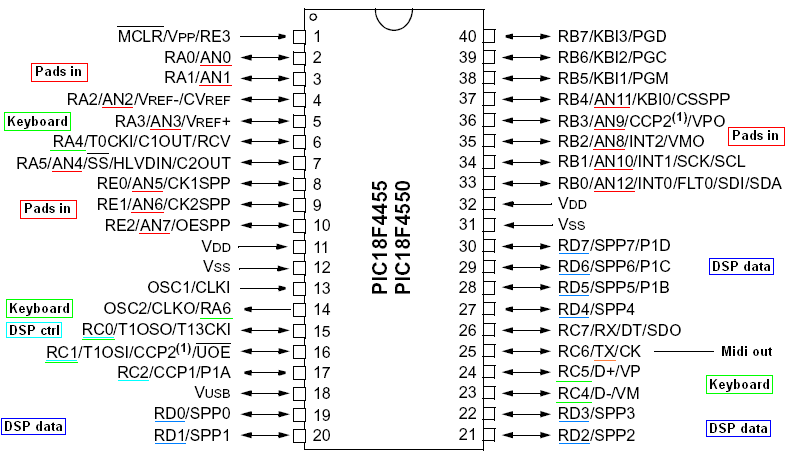 MCLR/VPP/RE3 1 40 RB7/KBI3/PGD
RA0/AN0 2 39 RB6/KBI2/PGC
Pads in
RA1/AN1 3 38 RB5/KBI1/PGM
RA2/AN2/VREF-/CVREF 4 37 RB4/AN11/KBI0/CSSPP
Keyboard RA3/AN3/VREF+ 5 36 RB3/AN9/CCP2(1)/VPO
RA4/T0CKI/C1OUT/RCV 6 35 RB2/AN8/INT2/VMO Pads in
RA5/AN4/SS/HLVDIN/C2OUT 7 34 RB1/AN10/INT1/SCK/SCL
RE0/AN5/CK1SPP 8 33 RB0/AN12/INT0/FLT0/SDI/SDA
Pads in RE1/AN6/CK2SPP 9 32 VDD
RE2/AN7/OESPP 10 31 VSS
VDD 11 30 RD7/SPP7/P1D
VSS 12 29 RD6/SPP6/P1C DSP data
OSC1/CLKI 13 28 RD5/SPP5/P1B
Keyboard OSC2/CLKO/RA6 14 27 RD4/SPP4
DSP ctrl RC0/T1OSO/T13CKI 15 26 RC7/RX/DT/SDO
RC1/T1OSI/CCP2(1)/UOE 16 25 RC6/TX/CK Midi out
RC2/CCP1/P1A 17 24 RC5/D+/VP
Keyboard
VUSB 18 23 RC4/D-/VM
RD0/SPP0 19 22 RD3/SPP3
DSP data DSP data
RD1/SPP1 20 21 RD2/SPP2
PIC18F4455
PIC18F4550